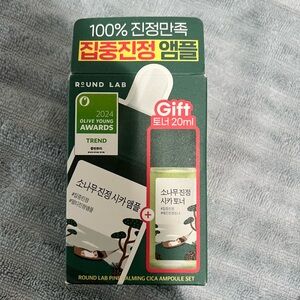 100% 진정만족
집중진정 앰플
ROUND LAB
2024
OLIVE YOUNG
AWARDS
TREND
Gift
토너 20ml
소나무 진정
시카 앰플
+
소나무 진정
시카 토너
ROUND LAB PINE CALMING CICA AMPOULE SET